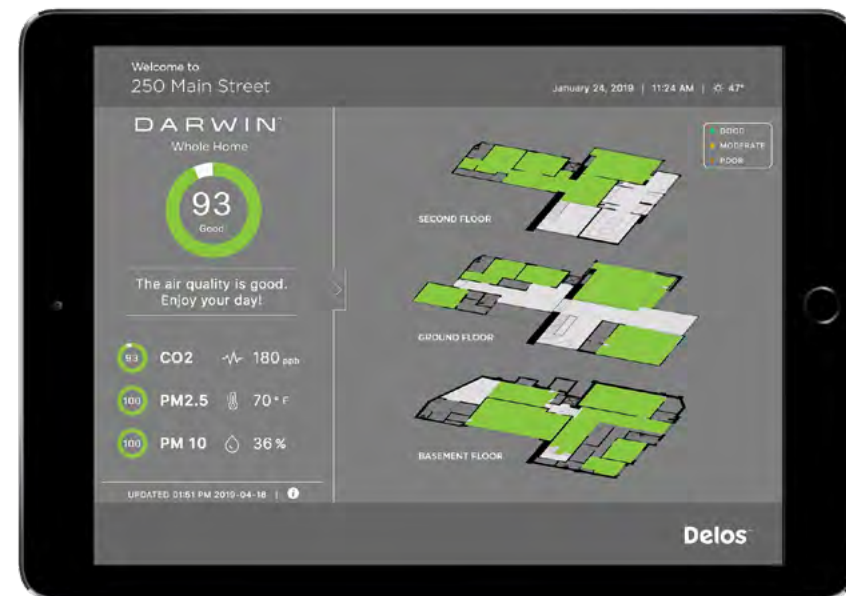 Welcome to
250 Main Street
January 24, 2019 | 11:24 AM | 47°
DARWIN™
Whole Home
93
Good
The air quality is good.
Enjoy your day!
93 CO2 180 ppb
100 PM2.5 70° F
100 PM 10 36%
UPDATED 01:51 PM 2019-04-18 | i
GOOD
MODERATE
POOR
SECOND FLOOR
GROUND FLOOR
BASEMENT FLOOR
Delos™